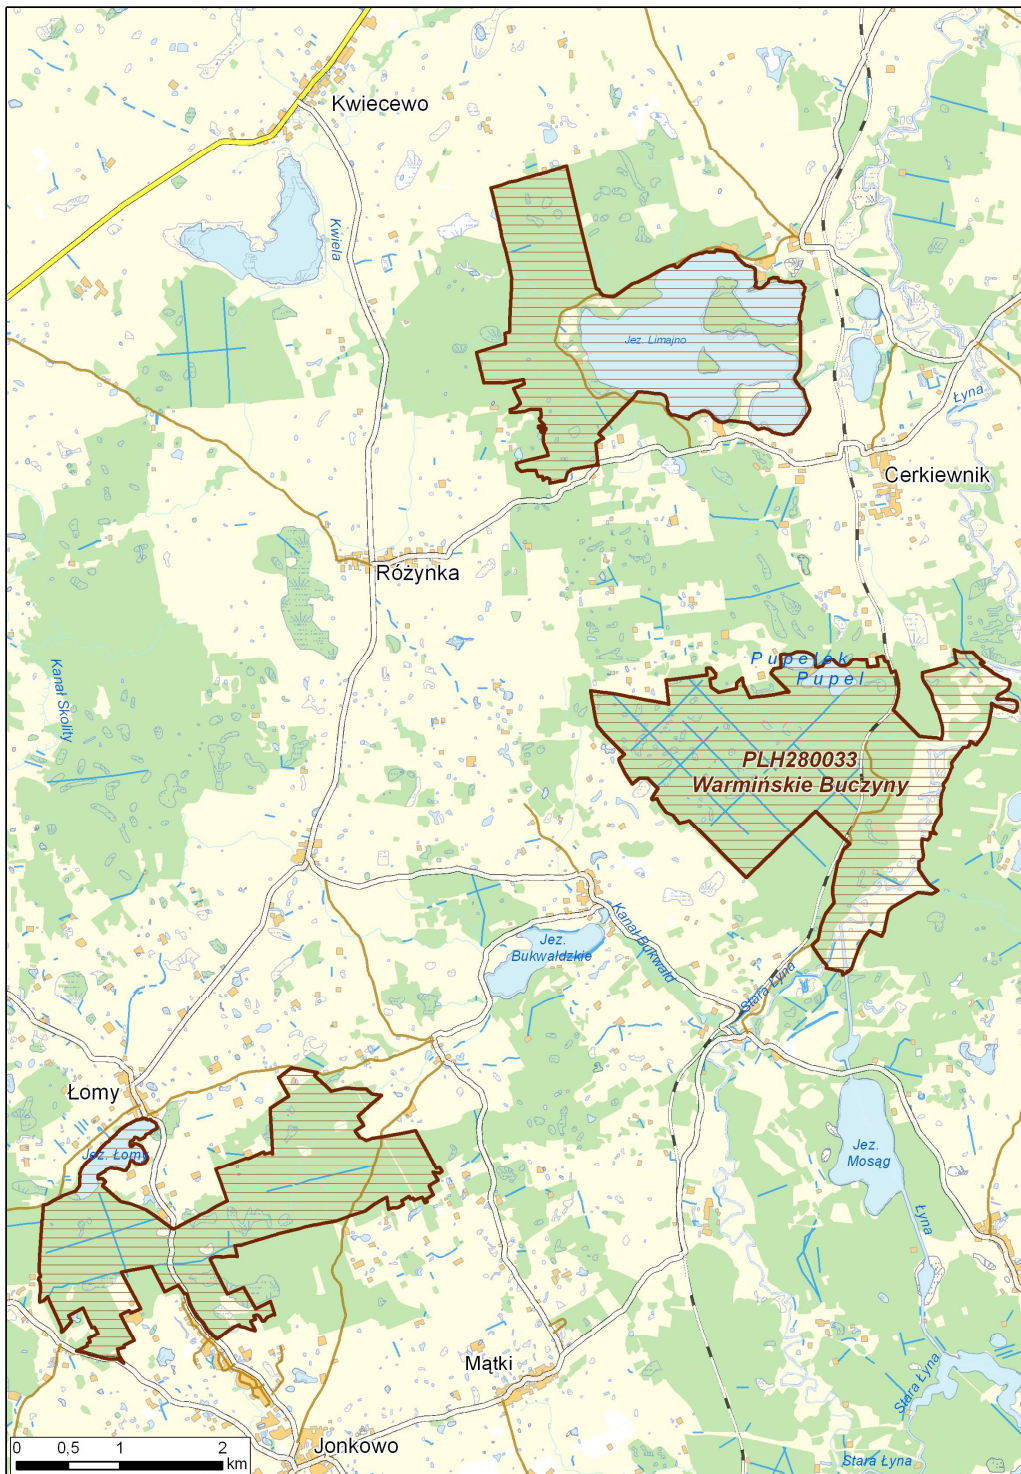 Kwiecewo
Kwiela
Jez. Limajno
Łyna
Cerkiewnik
Różynka
Kanał Skolity
Pupelek
Pupel
PLH280033
Warmińskie Buczyny
Kanał Bukwałd
Jez.
Bukwałdzkie
Stara Łyna
Łomy
Jez. Łomy
Jez.
Mosąg
Łyna
Mątki
Stara Łyna
Jonkowo
Stara Łyna
0 0,5 1 2
km